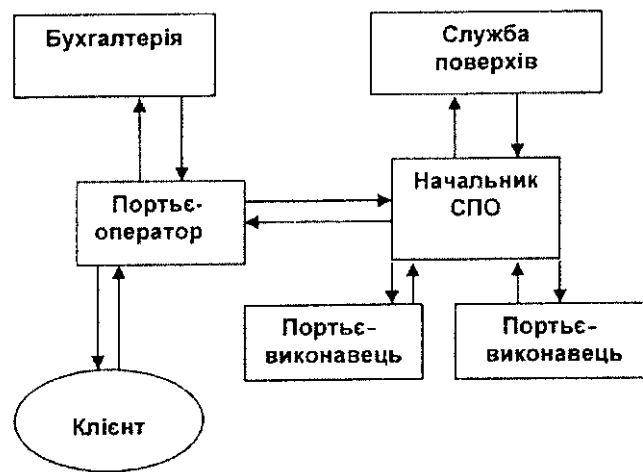 Бухгалтерія
Служба
поверхів
Портьє-
оператор
Начальник
СПО
Портьє-
виконавець
Портьє-
виконавець
Клієнт